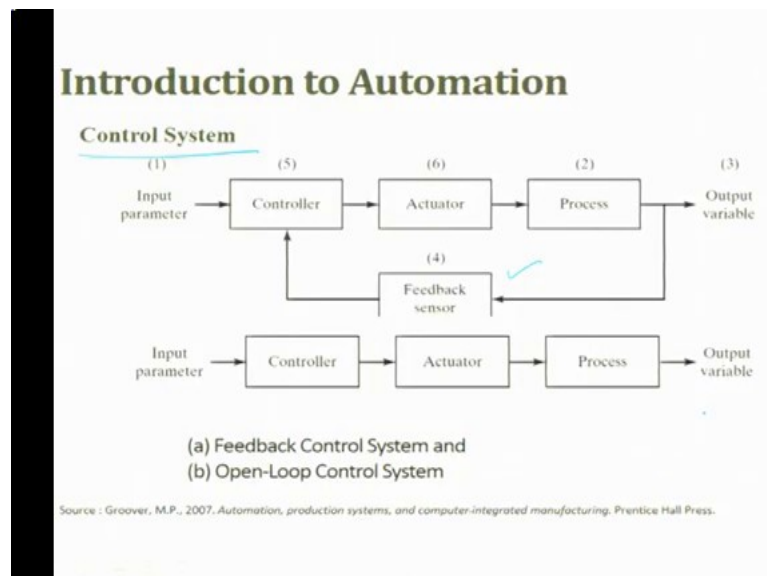 Introduction to Automation
Control System
(1) (5) (6) (2) (3)
Input parameter Controller Actuator Process Output variable
(4)
Feedback sensor
Input parameter Controller Actuator Process Output variable
(a) Feedback Control System and
(b) Open-Loop Control System
Source : Groover, M.P., 2007. Automation, production systems, and computer-integrated manufacturing. Prentice Hall Press.